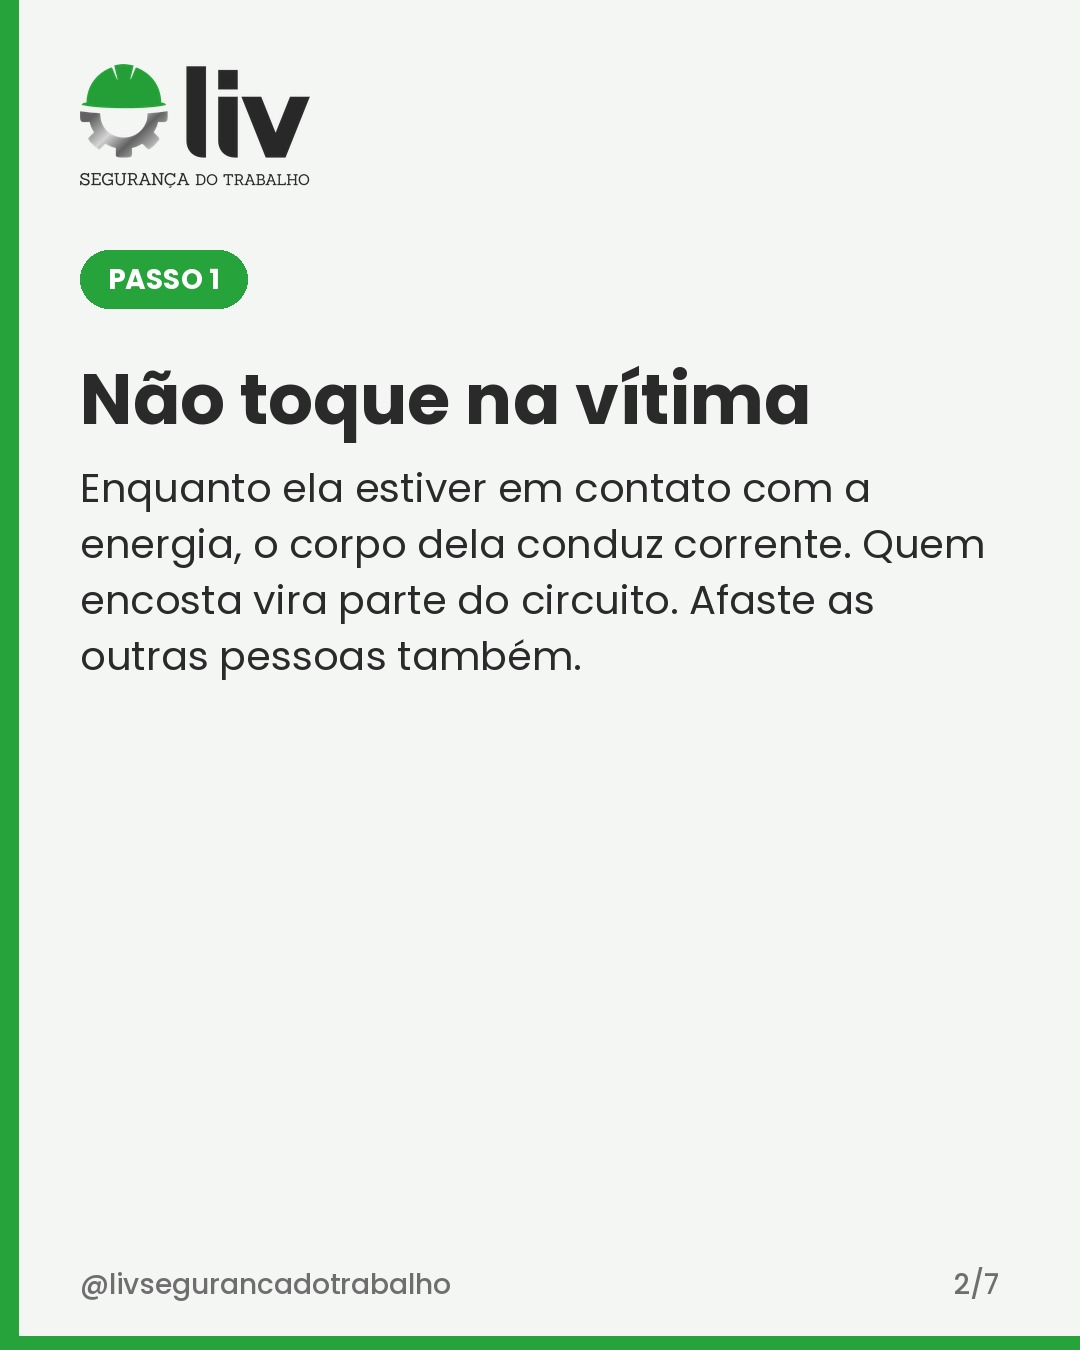 liv
SEGURANÇA DO TRABALHO
PASSO 1
Não toque na vítima
Enquanto ela estiver em contato com a
energia, o corpo dela conduz corrente. Quem
encosta vira parte do circuito. Afaste as
outras pessoas também.
@livsegurancadotrabalho
2/7